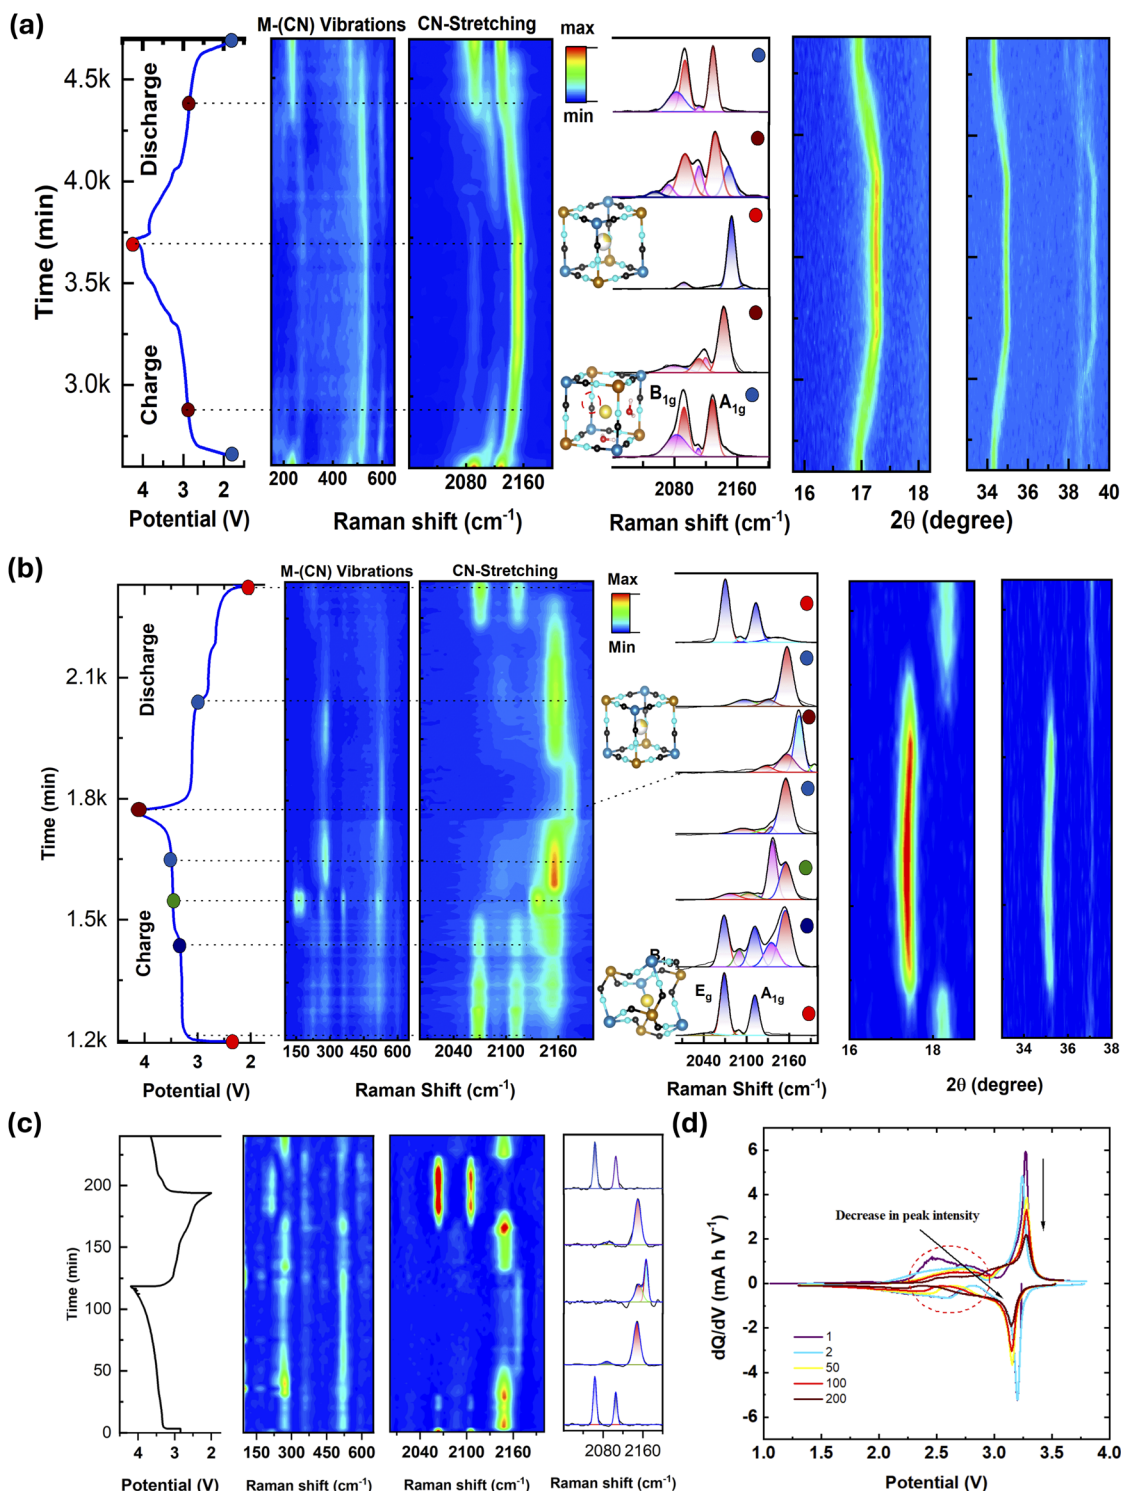 (a)
M-(CN) Vibrations CN-Stretching
max
min
4.5k
4.0k
3.5k
3.0k
Time (min)
Discharge
Charge
B1g A1g
4 3 2
200 400 600
2080 2160
2080 2160
16 17 18
34 36 38 40
Potential (V)
Raman shift (cm-1)
Raman shift (cm-1)
2θ (degree)
(b)
M-(CN) Vibrations CN-Stretching
Max
Min
2.1k
1.8k
1.5k
1.2k
Time (min)
Discharge
Charge
Eg A1g
4 3 2
150 300 450 600
2040 2100 2160
2040 2100 2160
16 18
34 36 38
Potential (V)
Raman Shift (cm-1)
Raman shift (cm-1)
2θ (degree)
(c)
200
150
100
50
0
Time (min)
4 3 2
150 350 650
2040 2100 2160
2080 2160
Potential (V)
Raman shift (cm-1)
Raman shift (cm-1)
Raman shift (cm-1)
(d)
6
4
2
0
-2
-4
-6
dQ/dV (mA h V-1)
Decrease in peak intensity
1
2
50
100
200
1.0 1.5 2.0 2.5 3.0 3.5 4.0
Potential (V)